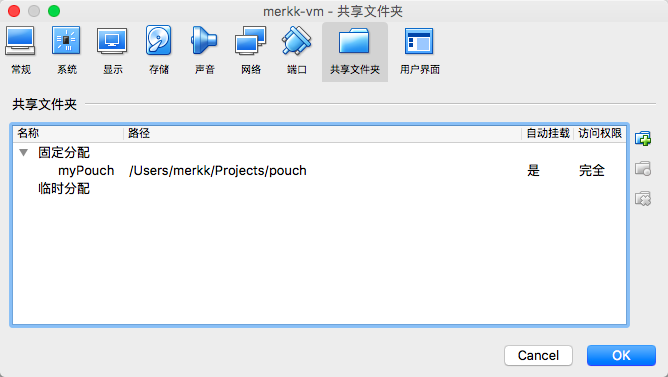 merkk-vm - 共享文件夹
常规 系统 显示 存储 声音 网络 端口 共享文件夹 用户界面
共享文件夹
名称 路径 自动挂载 访问权限
固定分配
myPouch /Users/merkk/Projects/pouch 是 完全
临时分配
Cancel OK